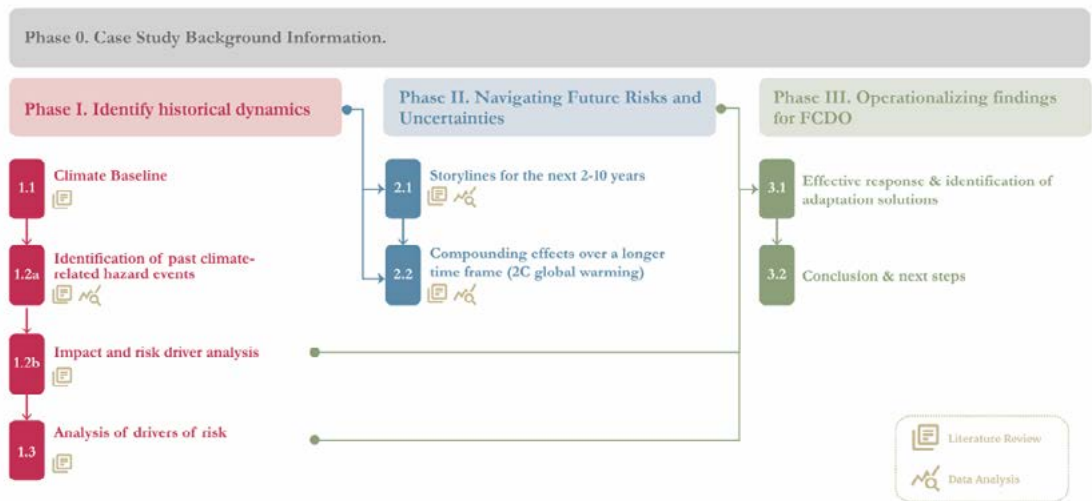 Phase 0. Case Study Background Information.
Phase I. Identify historical dynamics
1.1
Climate Baseline
1.2a
Identification of past climate-
related hazard events
1.2b
Impact and risk driver analysis
1.3
Analysis of drivers of risk
Phase II. Navigating Future Risks and
Uncertainties
2.1
Storylines for the next 2-10 years
2.2
Compounding effects over a longer
time frame (2C global warming)
Phase III. Operationalizing findings
for FCDO
3.1
Effective response & identification of
adaptation solutions
3.2
Conclusion & next steps
Literature Review
Data Analysis